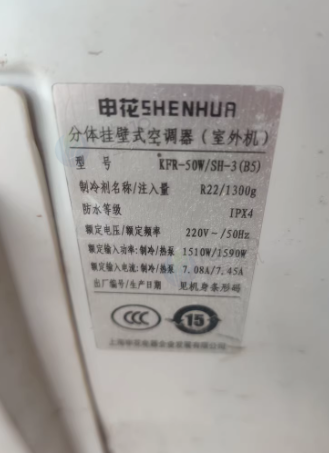 申花SHENHUA
分体挂壁式空调器(室外机)
型 号 KFR-50W/SH-3(B5)
制冷剂名称/注入量 R22/1300g
防水等级 IPX4
额定电压/额定频率 220V~/50Hz
额定输入功率:制冷/热泵 1510W/1590W
额定输入电流:制冷/热泵 7.08A/7.45A
出厂编号/生产日期 见机身条形码
CCC 15